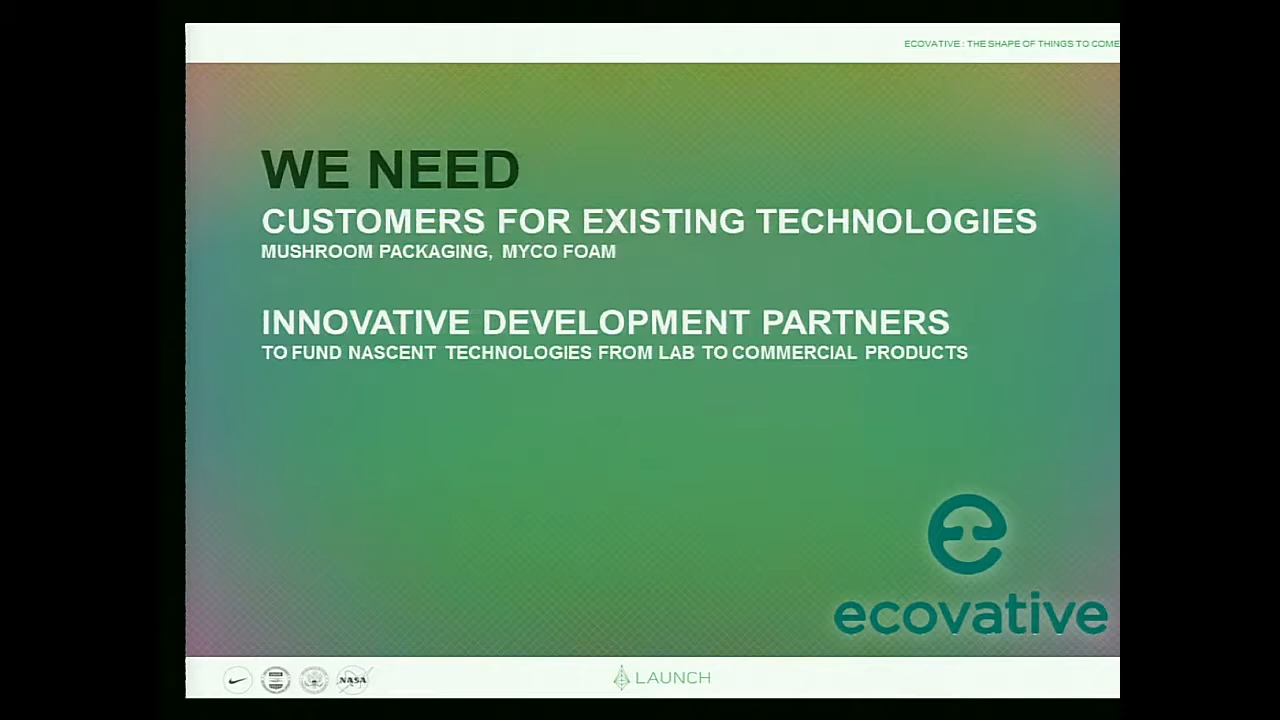 ECOVATIVE : THE SHAPE OF THINGS TO COME
WE NEED
CUSTOMERS FOR EXISTING TECHNOLOGIES
MUSHROOM PACKAGING, MYCO FOAM
INNOVATIVE DEVELOPMENT PARTNERS
TO FUND NASCENT TECHNOLOGIES FROM LAB TO COMMERCIAL PRODUCTS
e
ecovative
NASA
LAUNCH